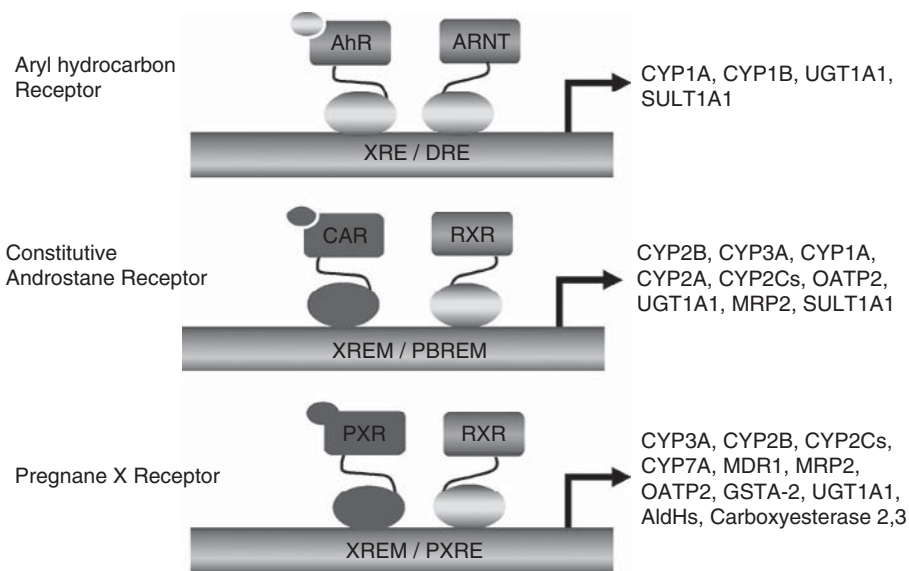 Aryl hydrocarbon
Receptor
AhR
ARNT
XRE / DRE
CYP1A, CYP1B, UGT1A1,
SULT1A1
Constitutive
Androstane Receptor
CAR
RXR
XREM / PBREM
CYP2B, CYP3A, CYP1A,
CYP2A, CYP2Cs, OATP2,
UGT1A1, MRP2, SULT1A1
Pregnane X Receptor
PXR
RXR
XREM / PXRE
CYP3A, CYP2B, CYP2Cs,
CYP7A, MDR1, MRP2,
OATP2, GSTA-2, UGT1A1,
AldHs, Carboxyesterase 2,3